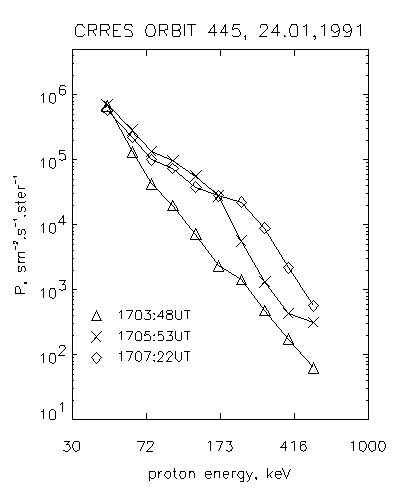 CRRES ORBIT 445, 24.01,1991
10⁶
10⁵
10⁴
10³
10²
10¹
P, sm⁻².s⁻¹.ster⁻¹
1703:48UT
1705:53UT
1707:22UT
30 72 173 416 1000
proton energy, keV